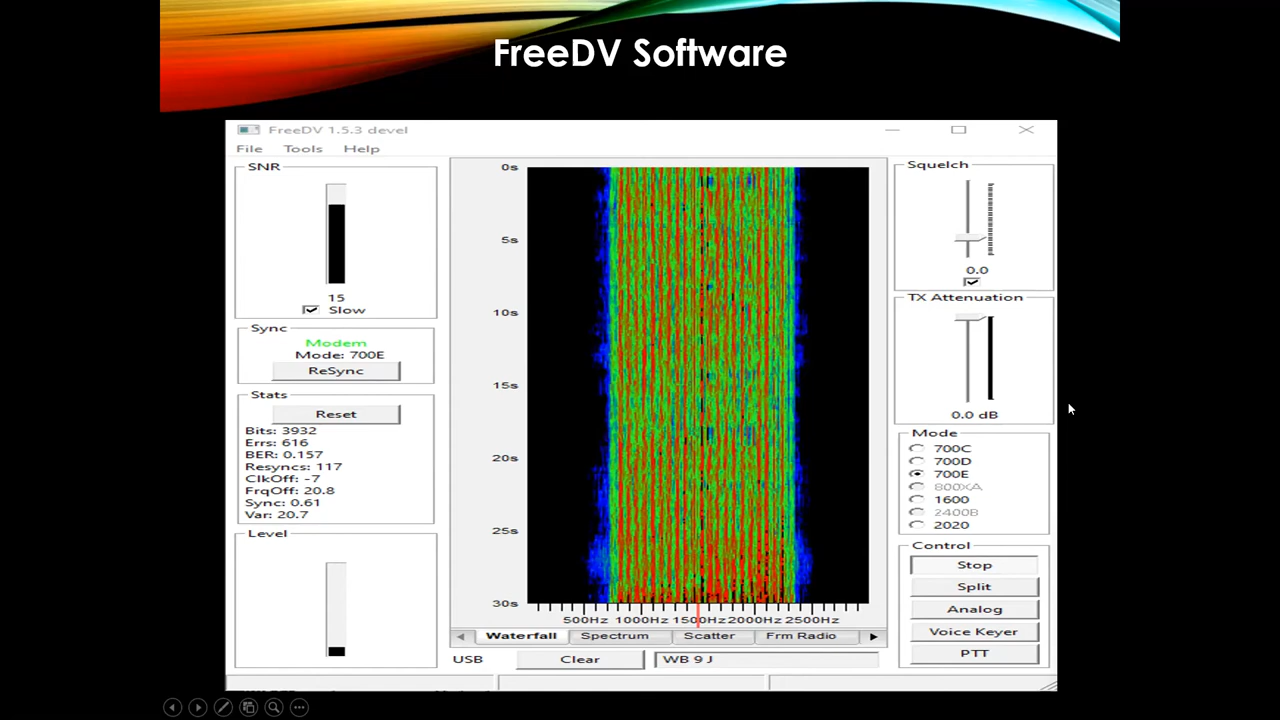 FreeDV Software
FreeDV 1.5.3 devel
File Tools Help
SNR
15
Slow
Sync
Modem
Mode: 700E
ReSync
Stats
Reset
Bits: 3932
Errs: 616
BER: 0.157
Resyncs: 117
ClkOff: -7
FrqOff: 20.8
Sync: 0.61
Var: 20.7
Level
0s
5s
10s
15s
20s
25s
30s
500Hz 1000Hz 1500Hz 2000Hz 2500Hz
Waterfall Spectrum Scatter Frm Radio
USB Clear WB 9 J
Squelch
0.0
TX Attenuation
0.0 dB
Mode
700C
700D
700E
800XA
1600
2400B
2020
Control
Stop
Split
Analog
Voice Keyer
PTT